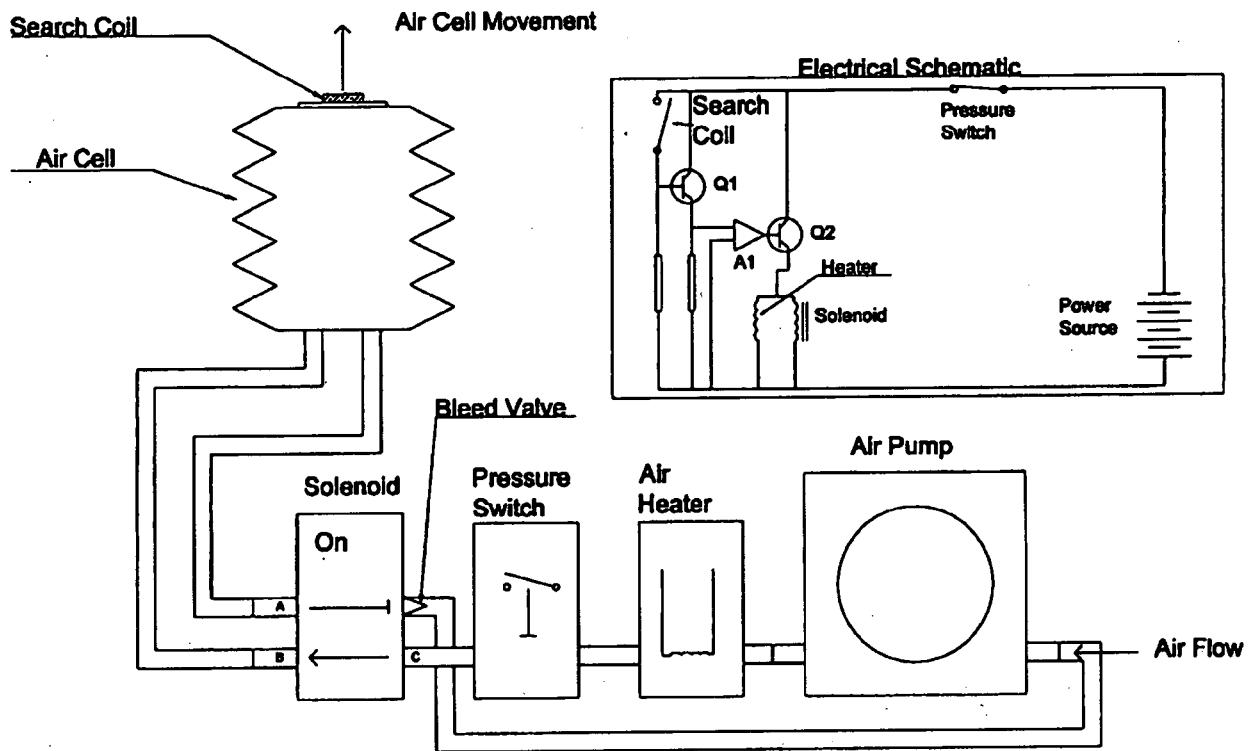 Air Cell Movement
Search Coil
Air Cell
Electrical Schematic
Search
Coil
Pressure
Switch
Q1
Q2
A1
Heater
Solenoid
Power
Source
Bleed Valve
Solenoid
Pressure
Switch
Air
Heater
Air Pump
On
A
B
C
Air Flow